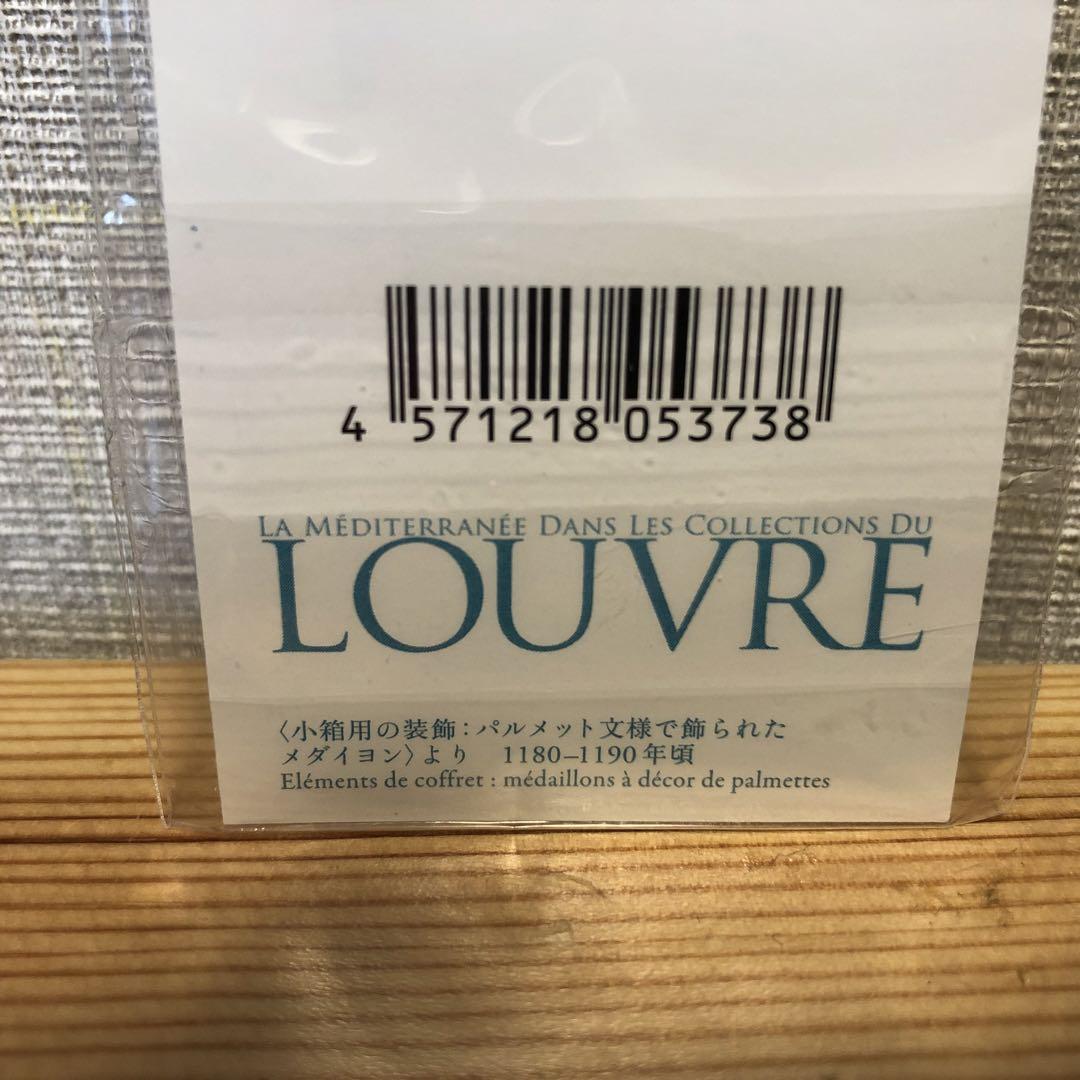 4 571218 053738
LA MÉDITERRANÉE DANS LES COLLECTIONS DU
LOUVRE
〈小箱用の装飾：パルメット文様で飾られた
メダイヨン〉より　1180–1190年頃
Eléments de coffret : médaillons à décor de palmettes